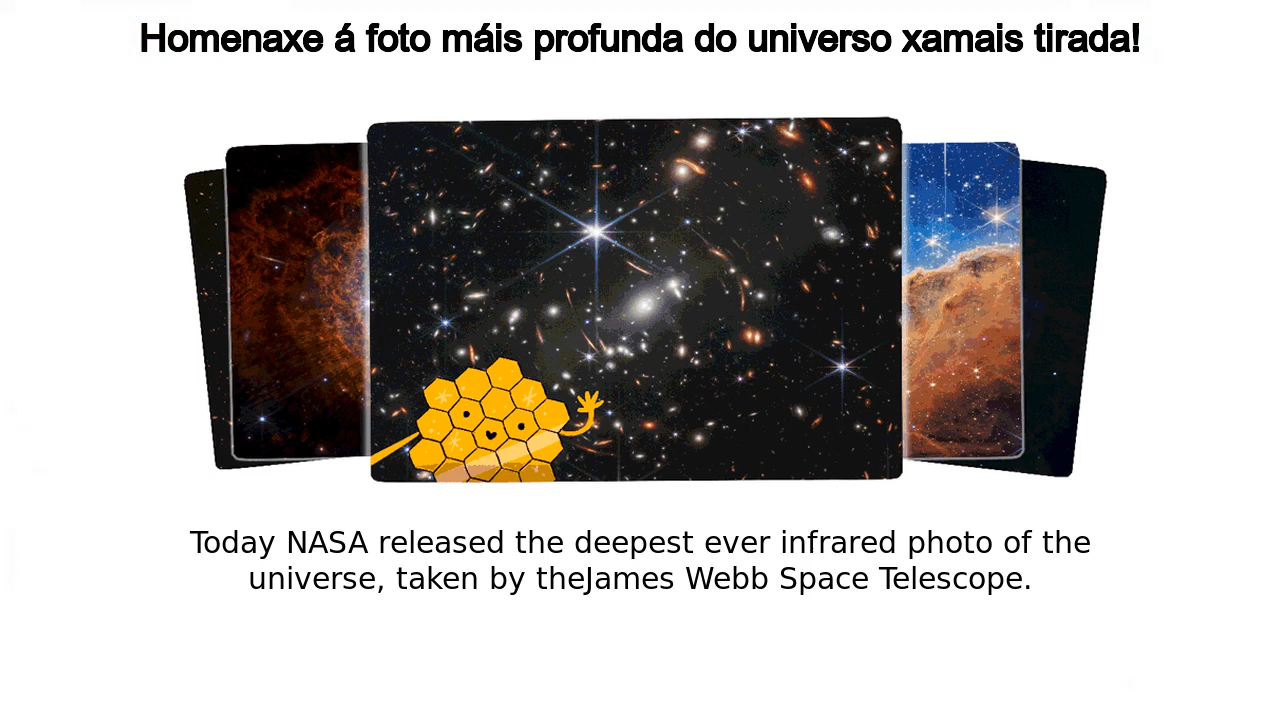 Homenaxe á foto máis profunda do universo xamais tirada!
Today NASA released the deepest ever infrared photo of the
universe, taken by theJames Webb Space Telescope.